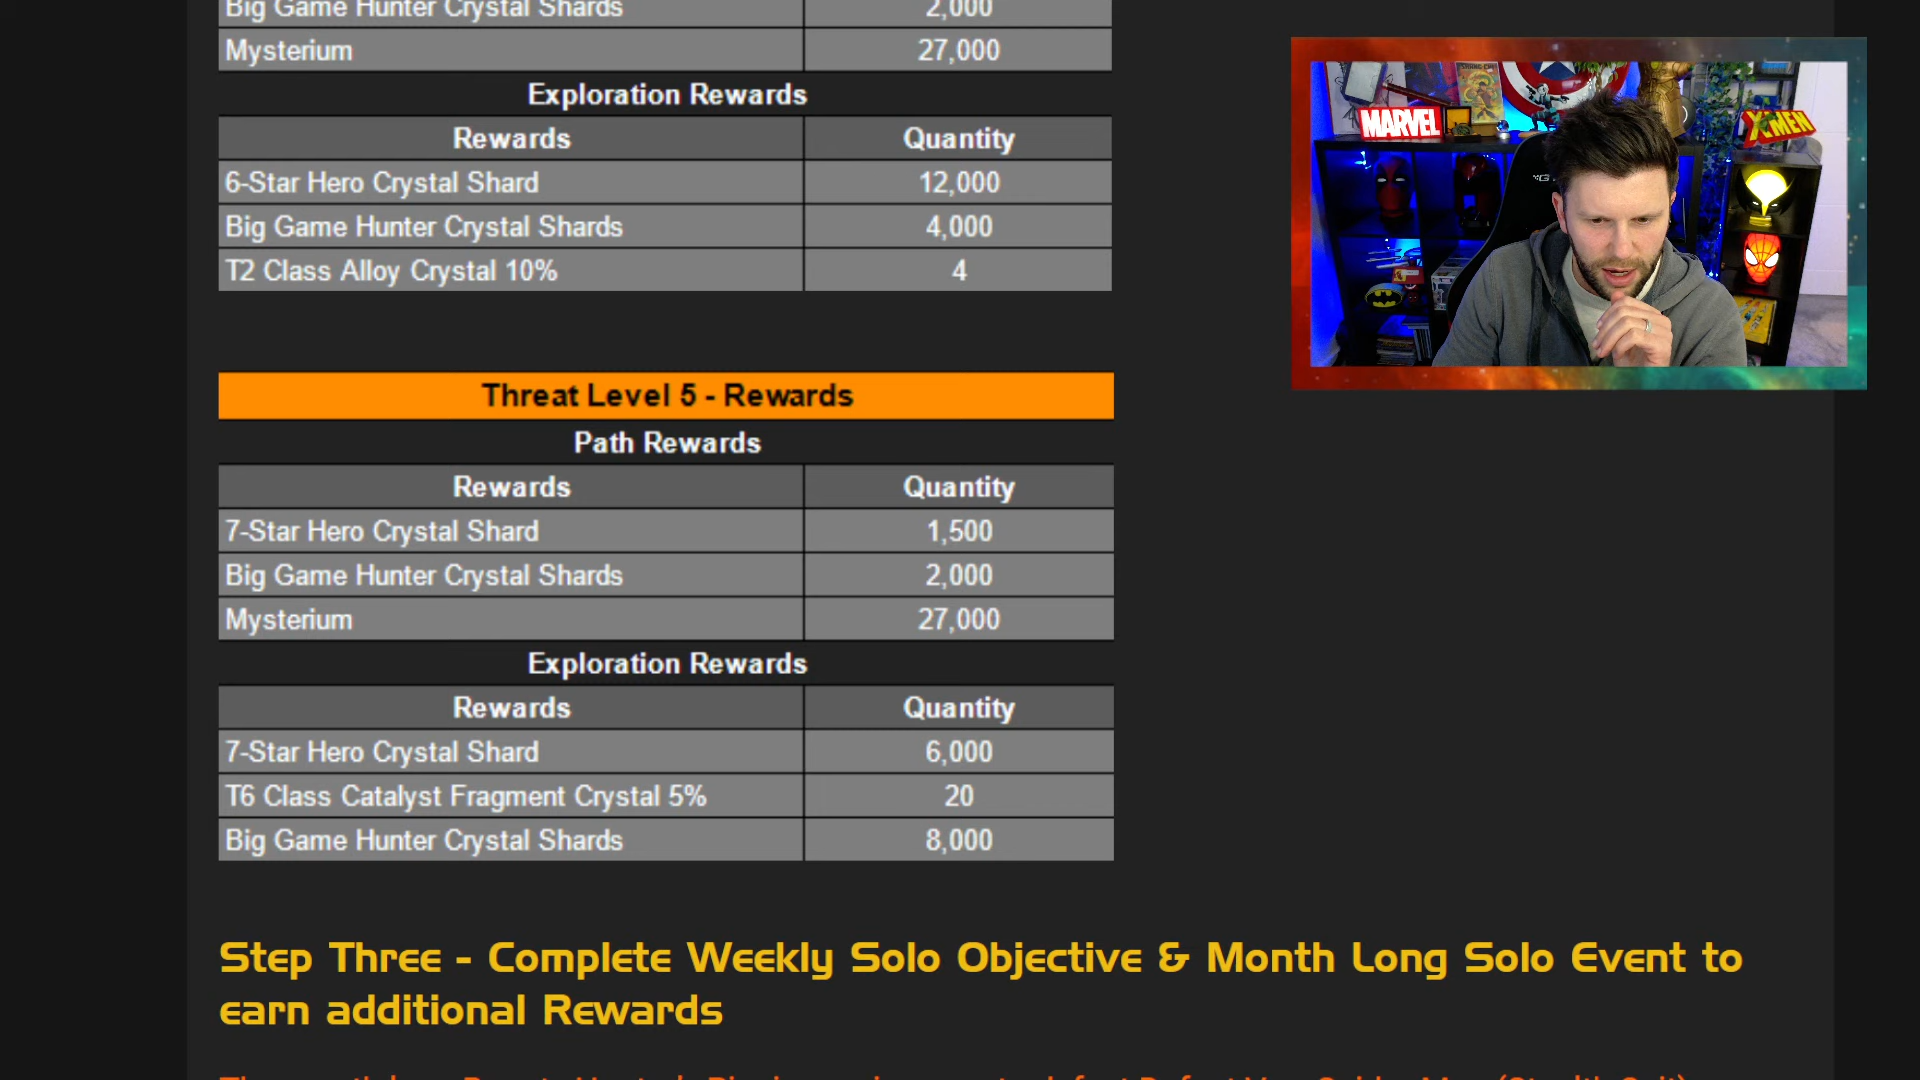 Big Game Hunter Crystal Shards 2,000
Mysterium 27,000
Exploration Rewards
Rewards Quantity
6-Star Hero Crystal Shard 12,000
Big Game Hunter Crystal Shards 4,000
T2 Class Alloy Crystal 10% 4
MARVEL
X-MEN
Threat Level 5 - Rewards
Path Rewards
Rewards Quantity
7-Star Hero Crystal Shard 1,500
Big Game Hunter Crystal Shards 2,000
Mysterium 27,000
Exploration Rewards
Rewards Quantity
7-Star Hero Crystal Shard 6,000
T6 Class Catalyst Fragment Crystal 5% 20
Big Game Hunter Crystal Shards 8,000
Step Three - Complete Weekly Solo Objective & Month Long Solo Event to
earn additional Rewards